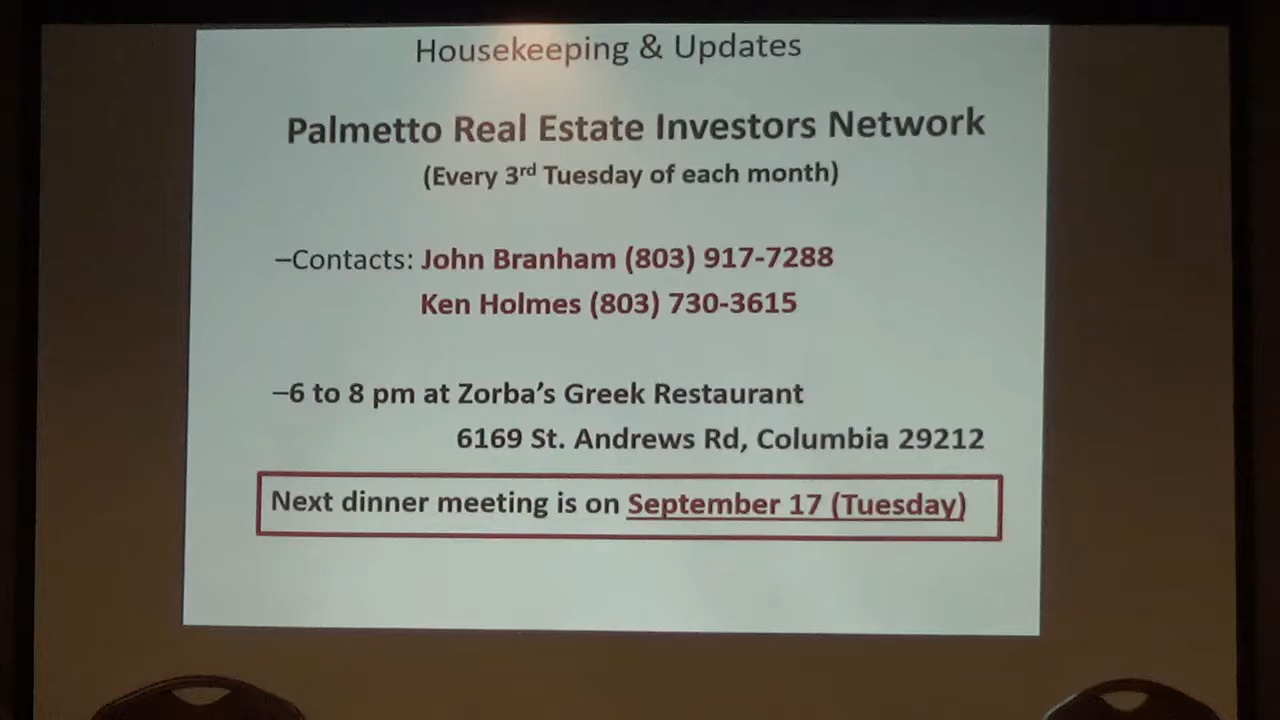 Housekeeping & Updates
Palmetto Real Estate Investors Network
(Every 3rd Tuesday of each month)
–Contacts: John Branham (803) 917-7288
Ken Holmes (803) 730-3615
–6 to 8 pm at Zorba’s Greek Restaurant
6169 St. Andrews Rd, Columbia 29212
Next dinner meeting is on September 17 (Tuesday)